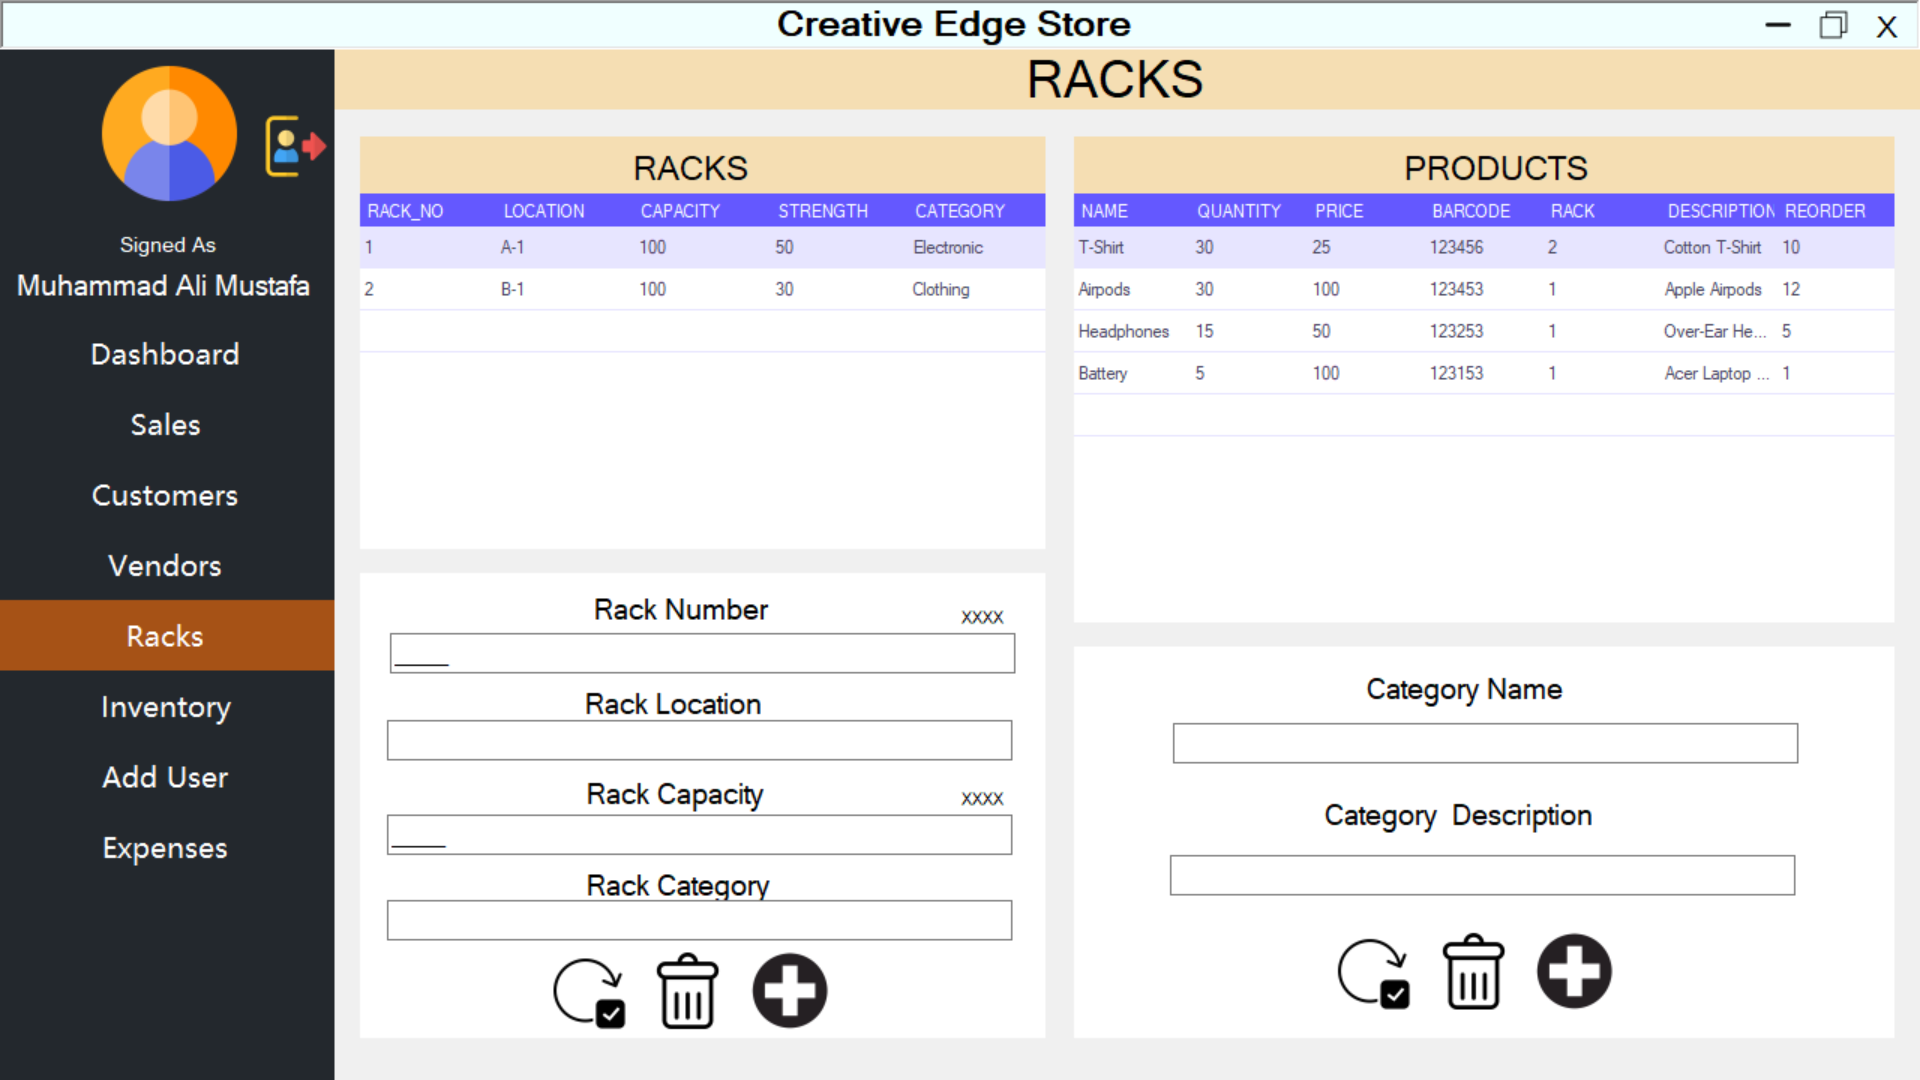 Creative Edge Store
X
RACKS
Signed As
Muhammad Ali Mustafa
Dashboard
Sales
Customers
Vendors
Racks
Inventory
Add User
Expenses
RACKS
RACK_NO LOCATION CAPACITY STRENGTH CATEGORY
1 A-1 100 50 Electronic
2 B-1 100 30 Clothing
PRODUCTS
NAME QUANTITY PRICE BARCODE RACK DESCRIPTION REORDER
T-Shirt 30 25 123456 2 Cotton T-Shirt 10
Airpods 30 100 123453 1 Apple Airpods 12
Headphones 15 50 123253 1 Over-Ear He... 5
Battery 5 100 123153 1 Acer Laptop ... 1
Rack Number XXXX
____
Rack Location
Rack Capacity XXXX
____
Rack Category
Category Name
Category Description